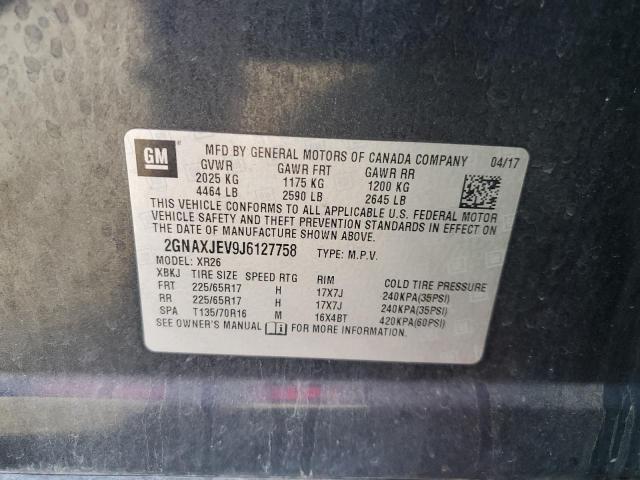 GM
MFD BY GENERAL MOTORS OF CANADA COMPANY 04/17
GVWR GAWR FRT GAWR RR
2025 KG 1175 KG 1200 KG
4464 LB 2590 LB 2645 LB
THIS VEHICLE CONFORMS TO ALL APPLICABLE U.S. FEDERAL MOTOR
VEHICLE SAFETY AND THEFT PREVENTION STANDARDS IN EFFECT ON
THE DATE OF MANUFACTURE SHOWN ABOVE.
2GNAXJEV9J6127758 TYPE: M.P.V.
MODEL: XR26
XBKJ TIRE SIZE SPEED RTG RIM COLD TIRE PRESSURE
FRT 225/65R17 H 17X7J 240KPA(35PSI)
RR 225/65R17 H 17X7J 240KPA(35PSI)
SPA T135/70R16 M 16X4BT 420KPA(60PSI)
SEE OWNER'S MANUAL FOR MORE INFORMATION.